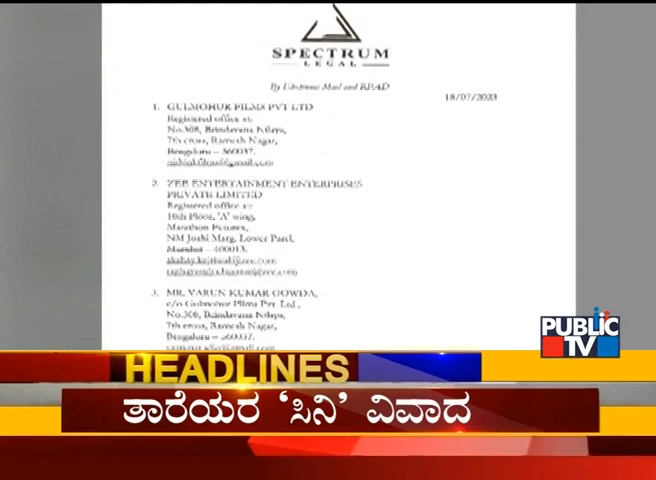 SPECTRUM
LEGAL
By Electronic Mail and RPAD
18/07/2023
1. GULMOHUR FILMS PVT LTD
Registered office at:
No.308, Brindavana Nilaya,
7th cross, Ramesh Nagar,
Bengaluru – 560037.
2. ZEE ENTERTAINMENT ENTERPRISES
PRIVATE LIMITED
Registered office at:
18th Floor, 'A' wing,
Marathon Futurex,
NM Joshi Marg, Lower Parel,
Mumbai – 400013.
3. MR. VARUN KUMAR GOWDA,
c/o Gulmohur Films Pvt. Ltd.,
No.308, Brindavana Nilaya,
7th cross, Ramesh Nagar,
Bengaluru – 560037.
PUBLIC
TV
HEADLINES
ತಾರೆಯರ ‘ಸಿನಿ’ ವಿವಾದ